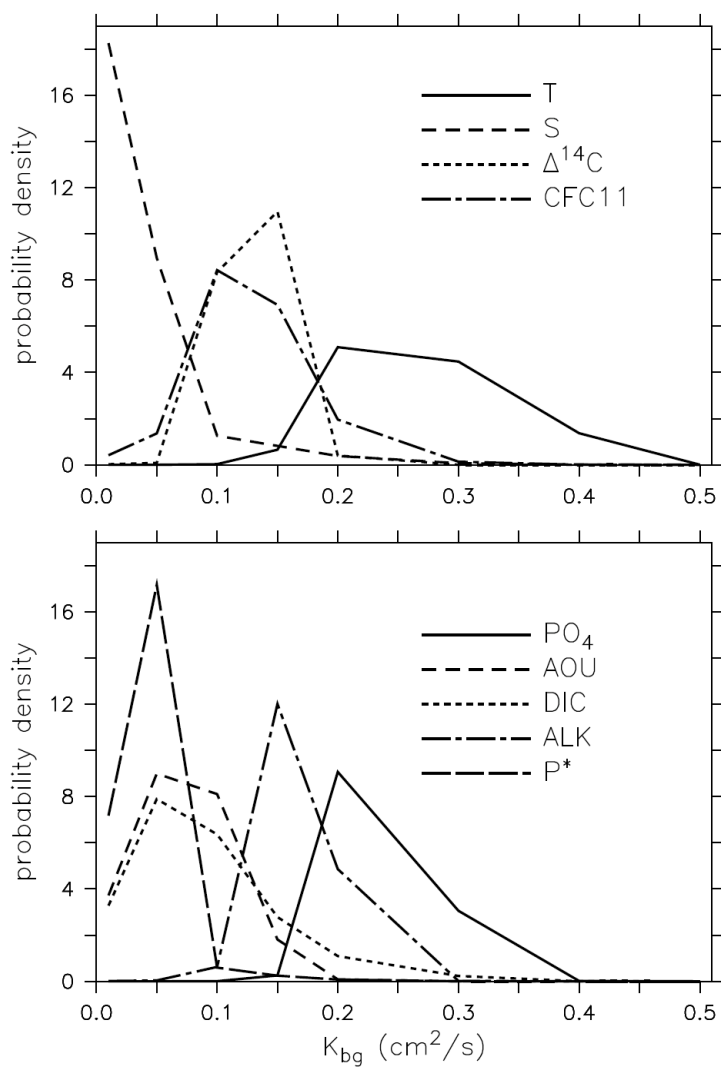 probability density
16
12
8
4
0
T
S
Δ¹⁴C
CFC11
0.0 0.1 0.2 0.3 0.4 0.5
probability density
16
12
8
4
0
PO₄
AOU
DIC
ALK
P*
0.0 0.1 0.2 0.3 0.4 0.5
K_bg (cm²/s)